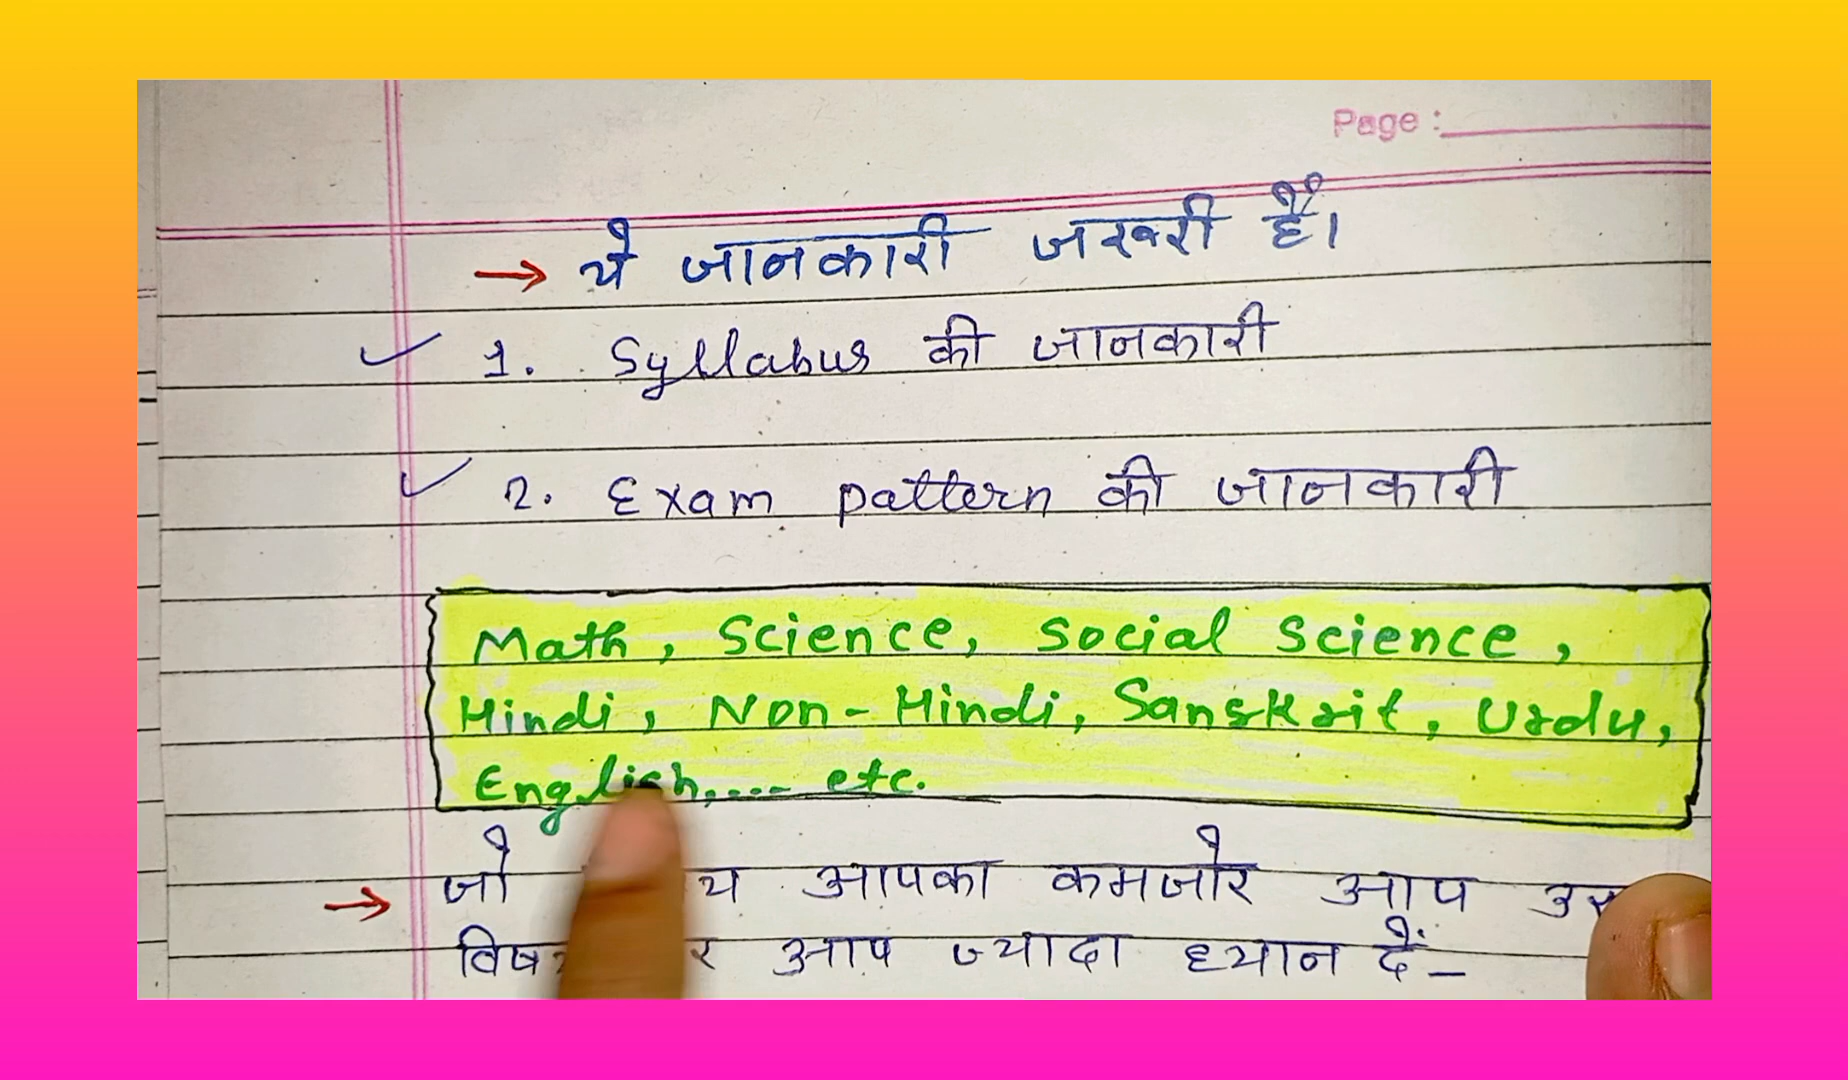 Page :
→ ये जानकारी जरूरी है।
1. Syllabus की जानकारी
2. Exam pattern की जानकारी
Math, Science, Social Science,
Hindi, Non-Hindi, Sanskrit, Urdu,
English,.... etc.
→ जो आपका कमजोर आप
आप ज्यादा ध्यान दें-